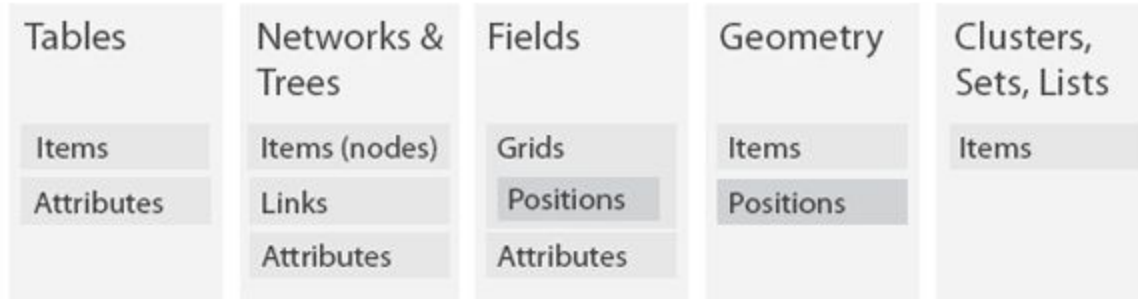 Tables
Items
Attributes
Networks &
Trees
Items (nodes)
Links
Attributes
Fields
Grids
Positions
Attributes
Geometry
Items
Positions
Clusters,
Sets, Lists
Items